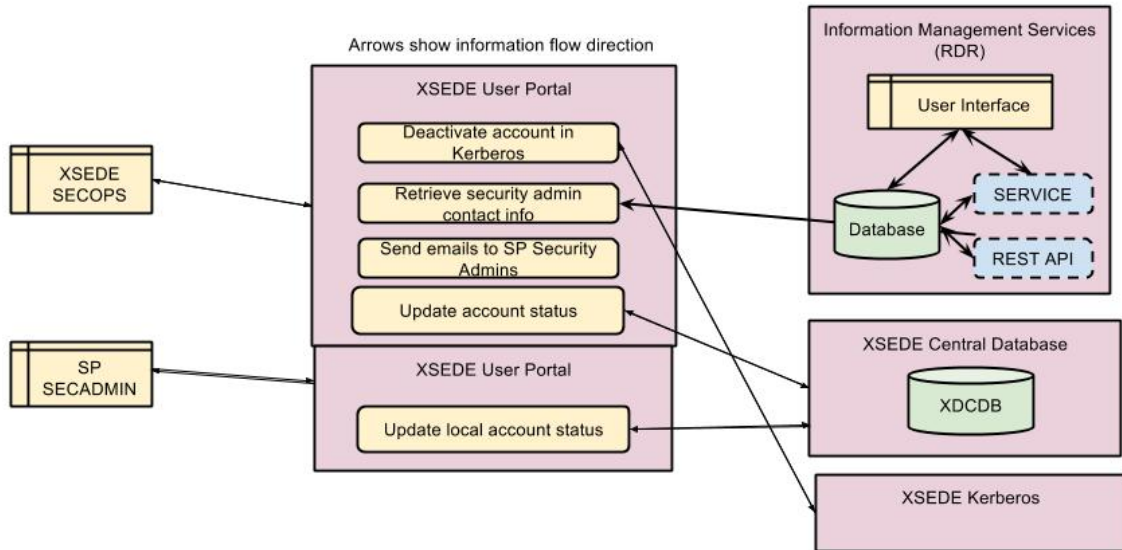 Arrows show information flow direction
XSEDE
SECOPS
SP
SECADMIN
XSEDE User Portal
Deactivate account in
Kerberos
Retrieve security admin
contact info
Send emails to SP Security
Admins
Update account status
XSEDE User Portal
Update local account status
Information Management Services
(RDR)
User Interface
Database
SERVICE
REST API
XSEDE Central Database
XDCDB
XSEDE Kerberos